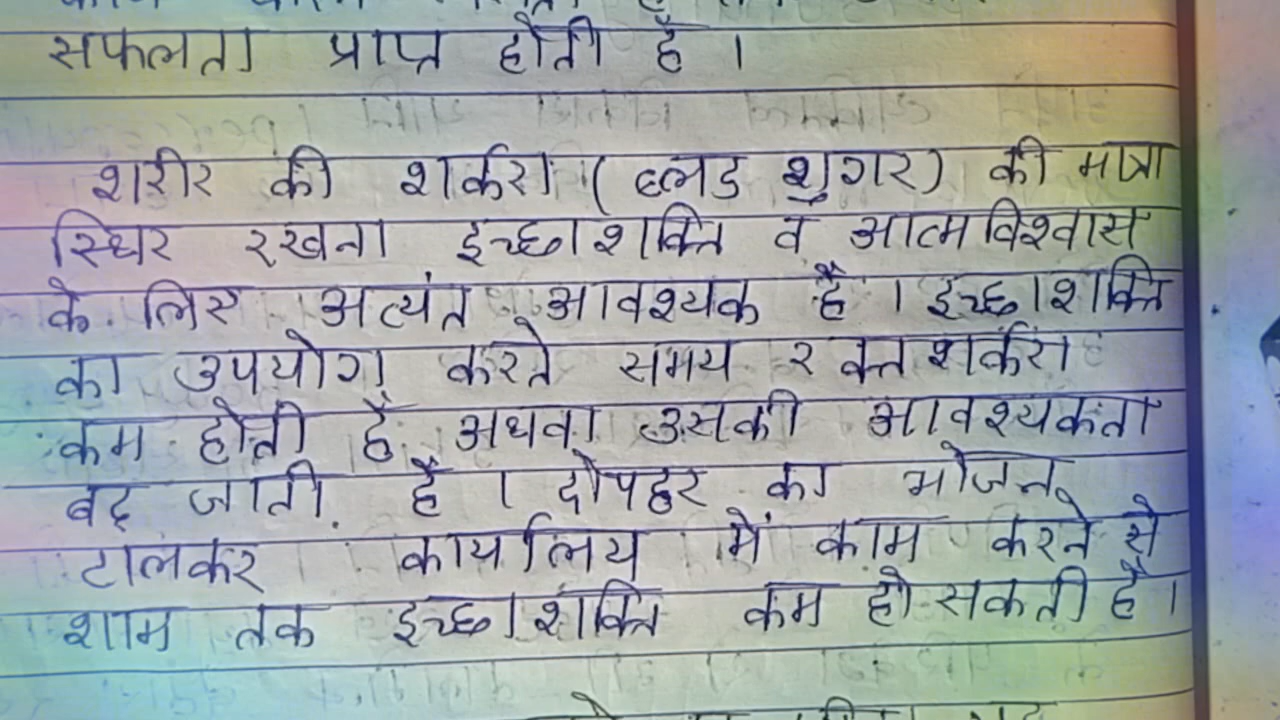 सफलता प्राप्त होती है ।
शरीर की शर्करा (ब्लड शुगर) की मात्रा
स्थिर रखना इच्छाशक्ति व आत्मविश्वास
के लिए अत्यंत आवश्यक है । इच्छाशक्ति
का उपयोग करते समय रक्तशर्करा
कम होती है अथवा उसकी आवश्यकता
बढ़ जाती है । दोपहर का भोजन
टालकर कार्यालय में काम करने से
शाम तक इच्छाशक्ति कम हो सकती है ।